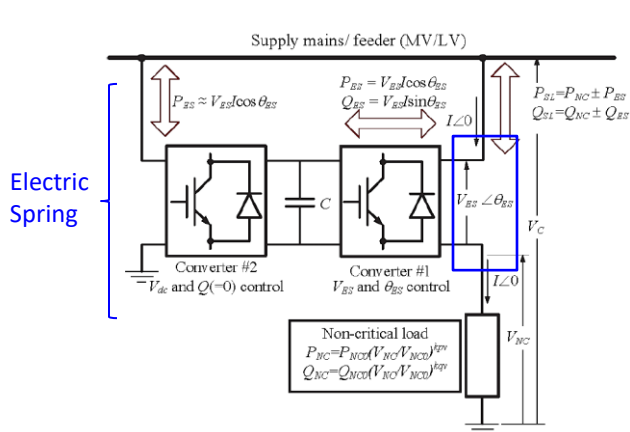 Supply mains/ feeder (MV/LV)
P_ES ≈ V_ES I cos θ_ES
P_ES = V_ES I cos θ_ES
Q_ES = V_ES I sin θ_ES
I∠0
P_SL=P_NC ± P_ES
Q_SL=Q_NC ± Q_ES
Electric
Spring
C
V_ES ∠θ_ES
V_C
Converter #2
V_dc and Q(=0) control
Converter #1
V_ES and θ_ES control
I∠0
Non-critical load
P_NC=P_NC0(V_NC/V_NC0)^kpv
Q_NC=Q_NC0(V_NC/V_NC0)^kqv
V_NC